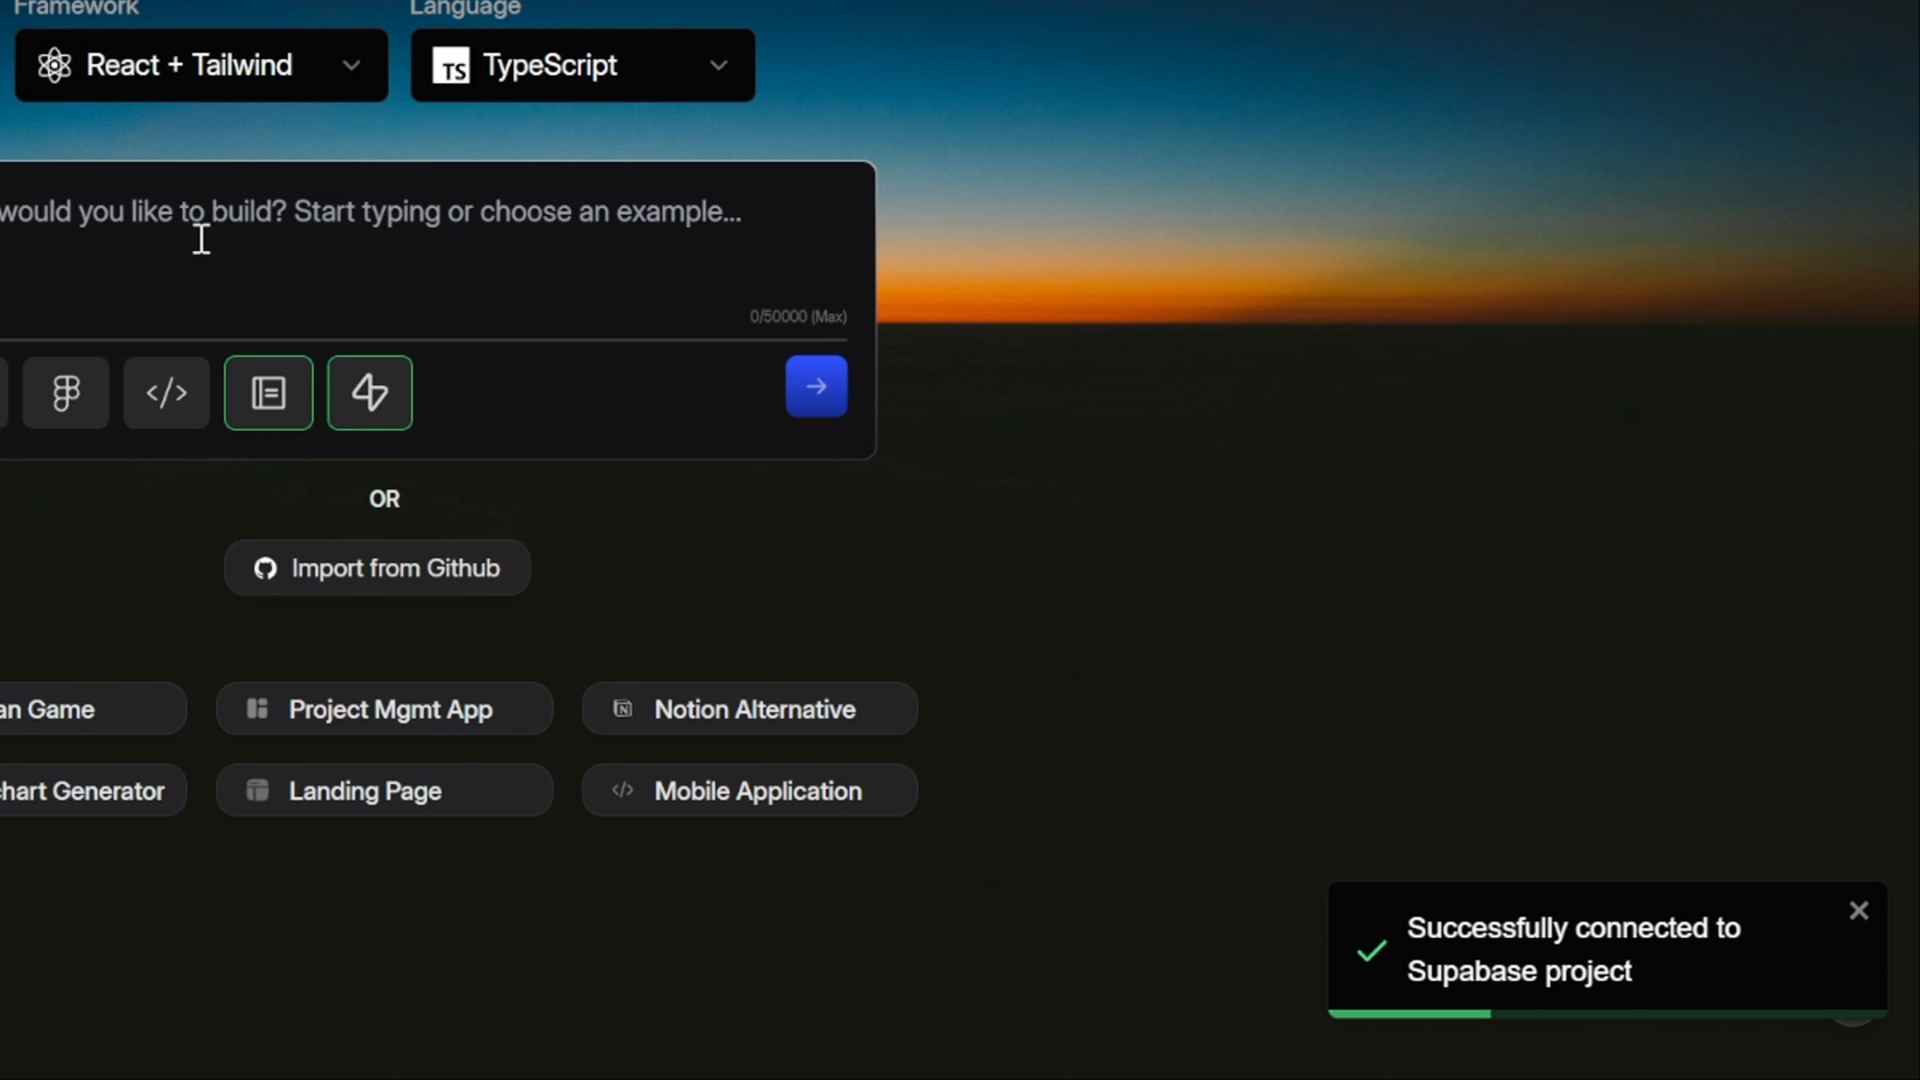 Framework
Language
React + Tailwind
TS TypeScript
would you like to build? Start typing or choose an example...
0/50000 (Max)
</>
OR
Import from Github
an Game
Project Mgmt App
Notion Alternative
chart Generator
Landing Page
</> Mobile Application
Successfully connected to
Supabase project